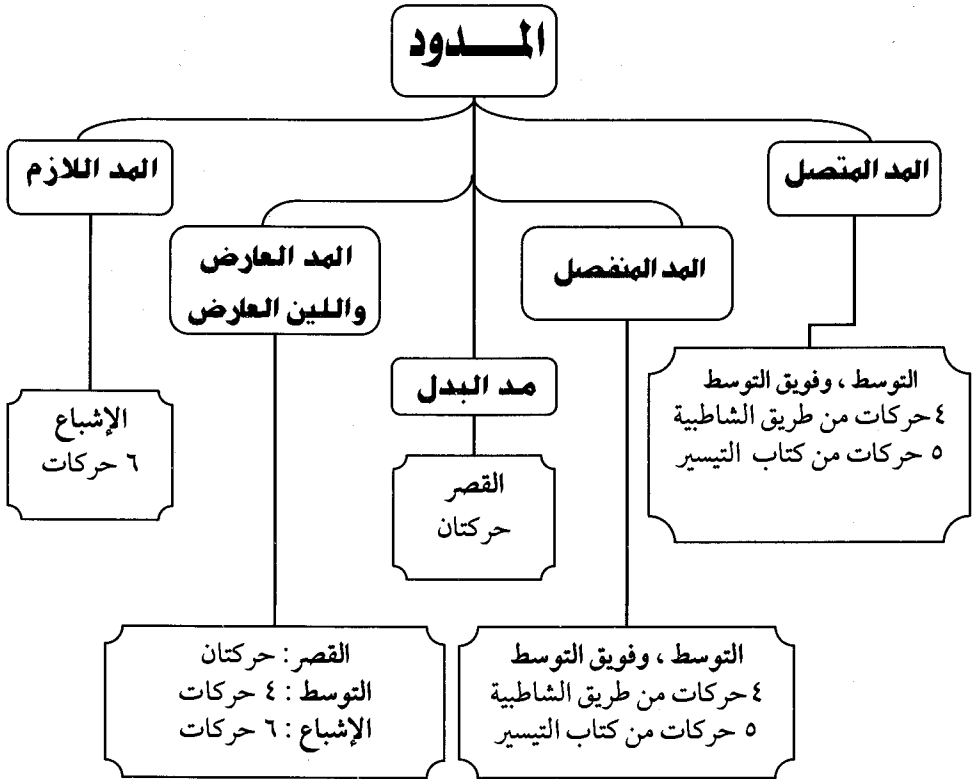 المـــدود
المد المتصل
التوسط ، وفويق التوسط
٤ حركات من طريق الشاطبية
٥ حركات من كتاب التيسير
المد المنفصل
التوسط ، وفويق التوسط
٤ حركات من طريق الشاطبية
٥ حركات من كتاب التيسير
مد البدل
القصر
حركتان
المد العارض
واللين العارض
القصر : حركتان
التوسط : ٤ حركات
الإشباع : ٦ حركات
المد اللازم
الإشباع
٦ حركات